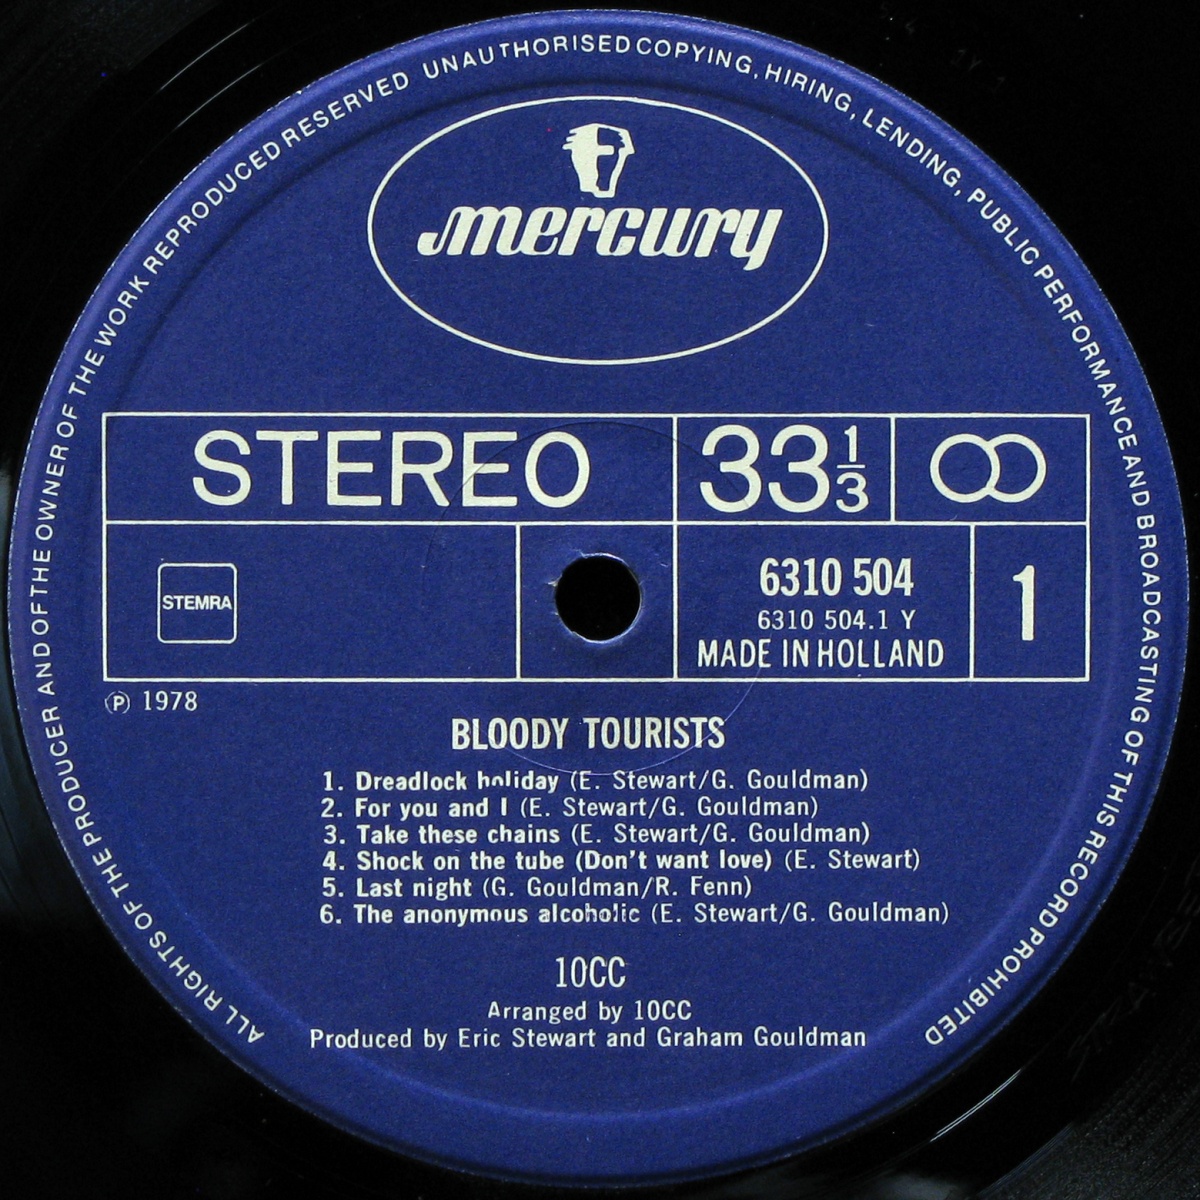 ALL RIGHTS OF THE PRODUCER AND OF THE OWNER OF THE WORK REPRODUCED RESERVED UNAUTHORISED COPYING, HIRING, LENDING, PUBLIC PERFORMANCE AND BROADCASTING OF THIS RECORD PROHIBITED
mercury
STEREO
33 1/3
STEMRA
6310 504
6310 504.1 Y
MADE IN HOLLAND
1
Ⓟ 1978
BLOODY TOURISTS
1. Dreadlock holiday (E. Stewart/G. Gouldman)
2. For you and I (E. Stewart/G. Gouldman)
3. Take these chains (E. Stewart/G. Gouldman)
4. Shock on the tube (Don't want love) (E. Stewart)
5. Last night (G. Gouldman/R. Fenn)
6. The anonymous alcoholic (E. Stewart/G. Gouldman)
10CC
Arranged by 10CC
Produced by Eric Stewart and Graham Gouldman